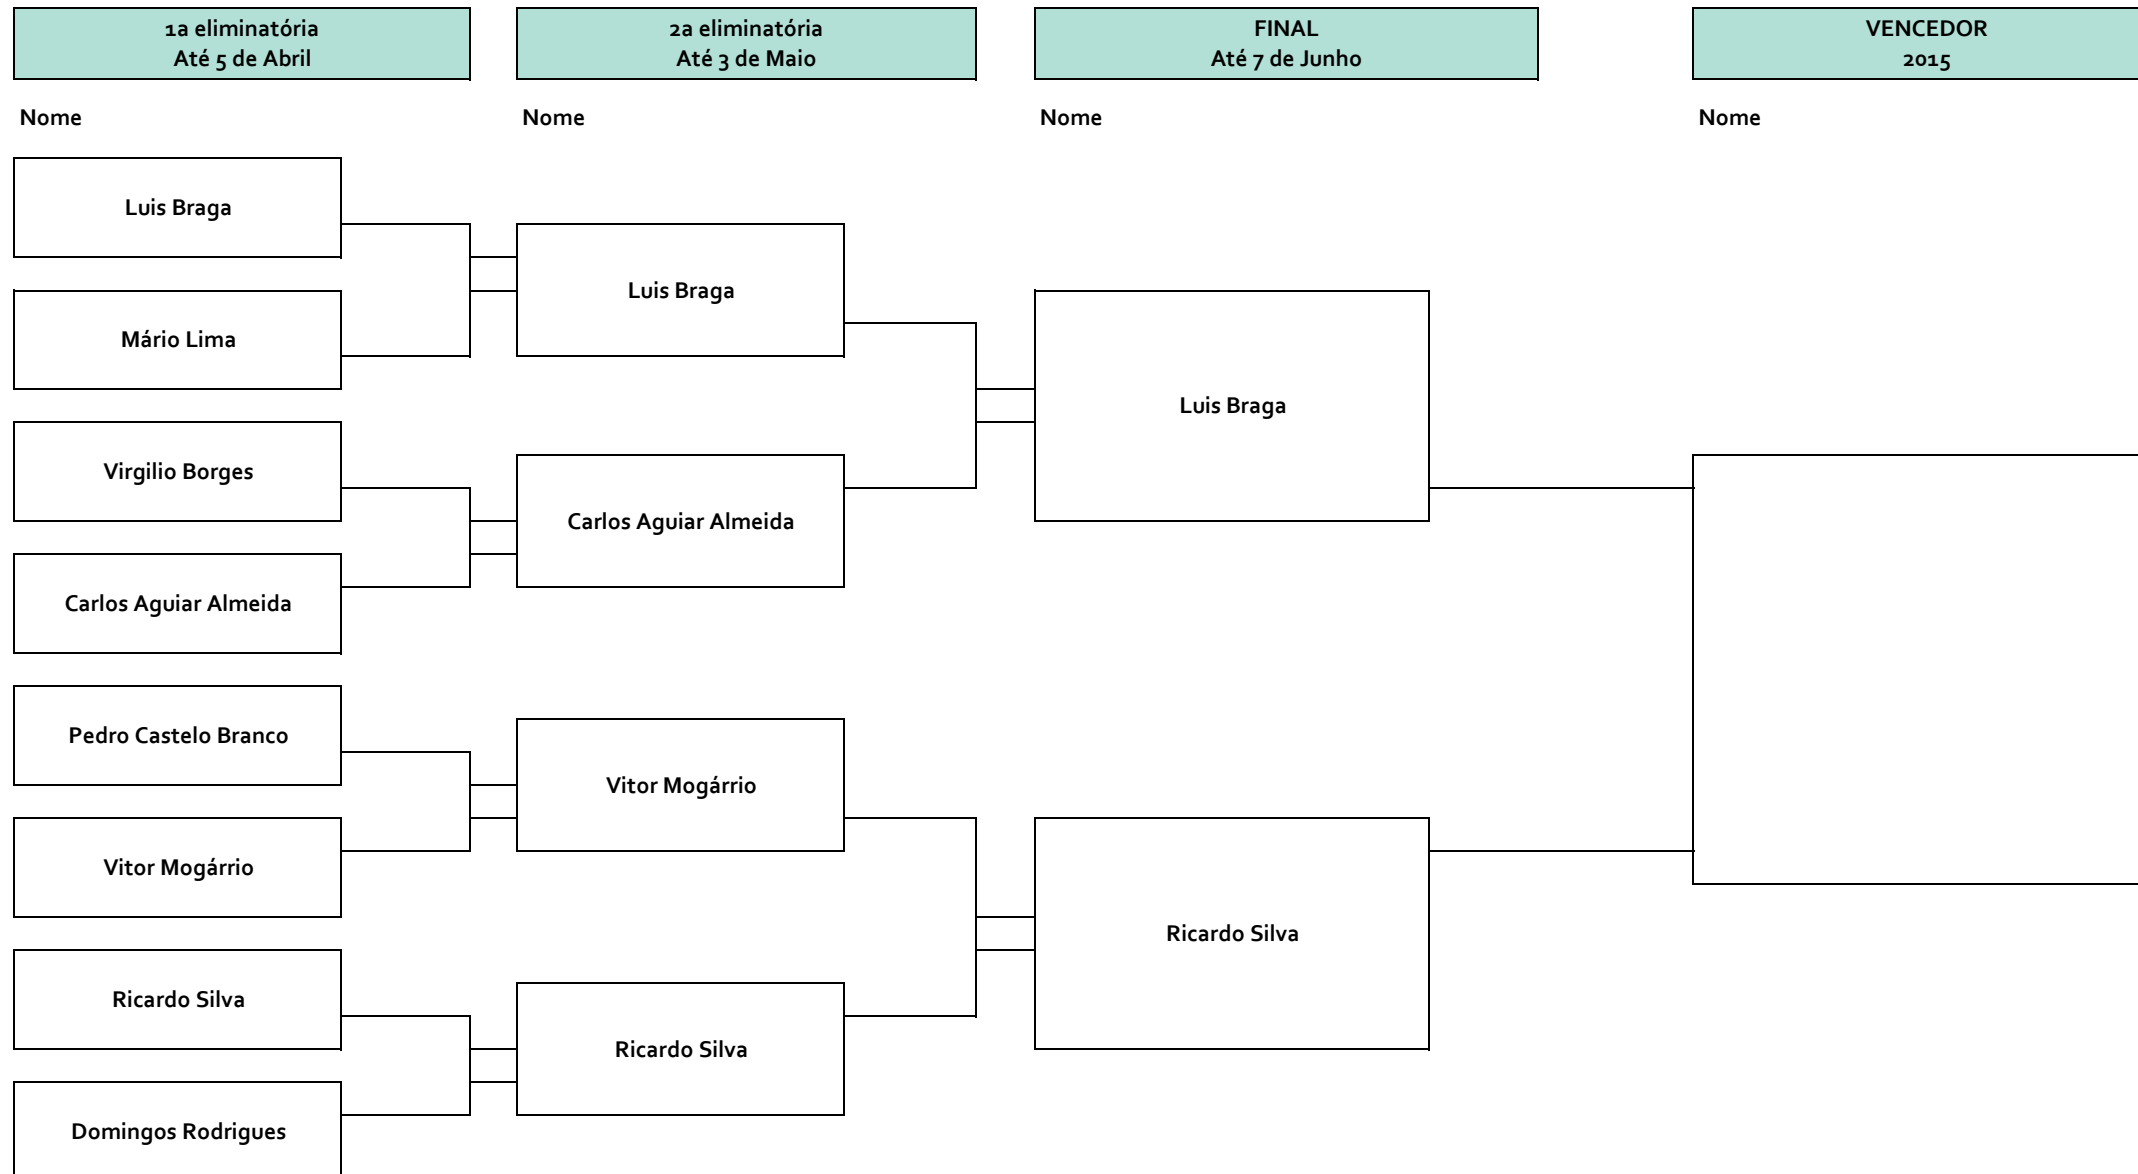 1a eliminatória
Até 5 de Abril
2a eliminatória
Até 3 de Maio
FINAL
Até 7 de Junho
VENCEDOR
2015
Nome
Nome
Nome
Nome
Luis Braga
Mário Lima
Virgilio Borges
Carlos Aguiar Almeida
Pedro Castelo Branco
Vitor Mogárrio
Ricardo Silva
Domingos Rodrigues
Luis Braga
Carlos Aguiar Almeida
Vitor Mogárrio
Ricardo Silva
Luis Braga
Ricardo Silva